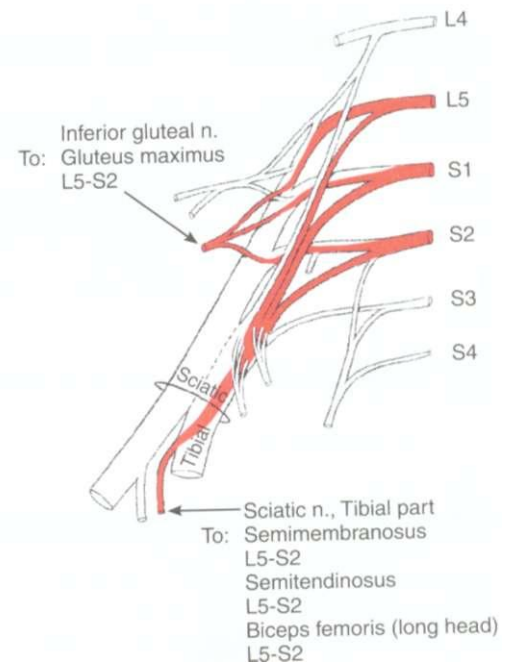 L4
L5
Inferior gluteal n.
To: Gluteus maximus
L5-S2
S1
S2
S3
S4
Sciatic
Tibial
Sciatic n., Tibial part
To: Semimembranosus
L5-S2
Semitendinosus
L5-S2
Biceps femoris (long head)
L5-S2